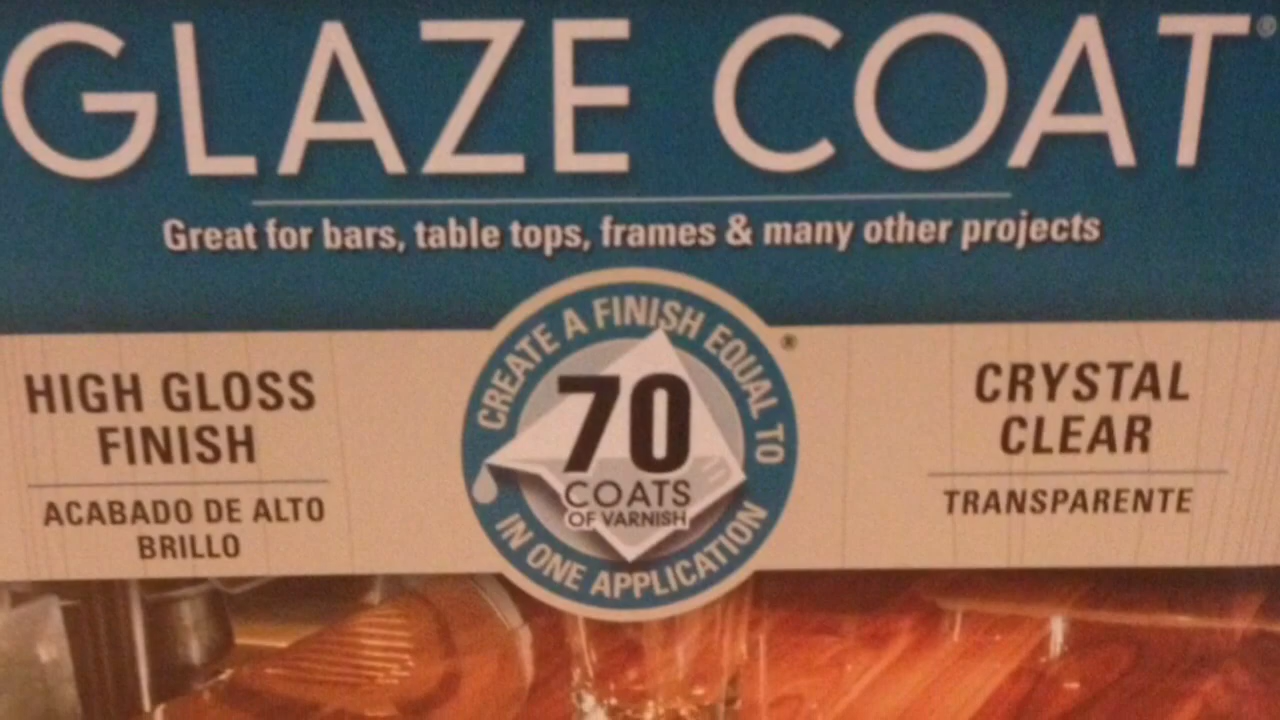 GLAZE COAT®
Great for bars, table tops, frames & many other projects
CREATE A FINISH EQUAL TO
®
70
COATS
OF VARNISH
IN ONE APPLICATION
HIGH GLOSS
FINISH
ACABADO DE ALTO
BRILLO
CRYSTAL
CLEAR
TRANSPARENTE